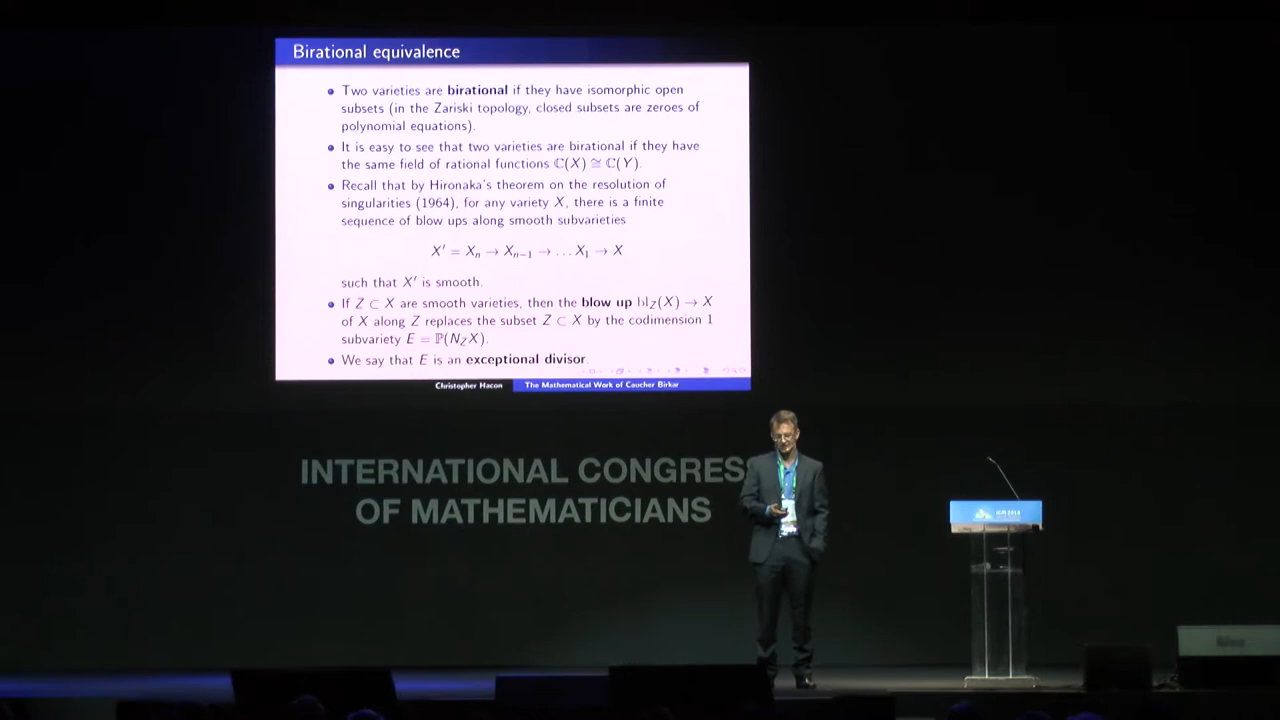 Birational equivalence
Two varieties are birational if they have isomorphic open
subsets (in the Zariski topology, closed subsets are zeroes of
polynomial equations).
It is easy to see that two varieties are birational if they have
the same field of rational functions ℂ(X) ≅ ℂ(Y).
Recall that by Hironaka's theorem on the resolution of
singularities (1964), for any variety X, there is a finite
sequence of blow ups along smooth subvarieties
X′ = Xₙ → Xₙ₋₁ → … X₁ → X
such that X′ is smooth.
If Z ⊂ X are smooth varieties, then the blow up bl_Z(X) → X
of X along Z replaces the subset Z ⊂ X by the codimension 1
subvariety E = ℙ(N_Z X).
We say that E is an exceptional divisor.
Christopher Hacon
The Mathematical Work of Caucher Birkar
INTERNATIONAL CONGRESS
OF MATHEMATICIANS